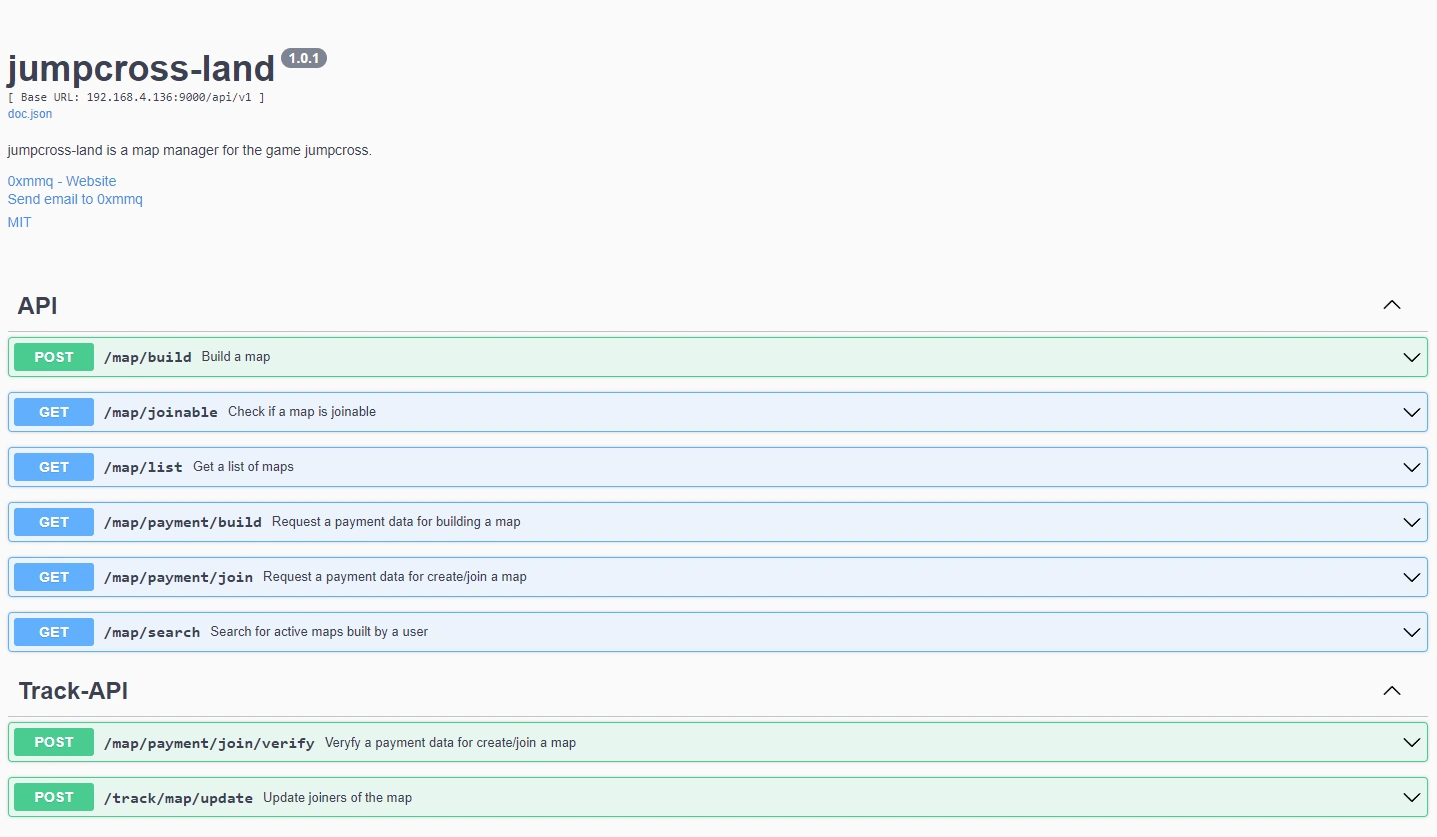 jumpcross-land 1.0.1
[ Base URL: 192.168.4.136:9000/api/v1 ]
doc.json
jumpcross-land is a map manager for the game jumpcross.
0xmmq - Website
Send email to 0xmmq
MIT
API
POST /map/build Build a map
GET /map/joinable Check if a map is joinable
GET /map/list Get a list of maps
GET /map/payment/build Request a payment data for building a map
GET /map/payment/join Request a payment data for create/join a map
GET /map/search Search for active maps built by a user
Track-API
POST /map/payment/join/verify Veryfy a payment data for create/join a map
POST /track/map/update Update joiners of the map